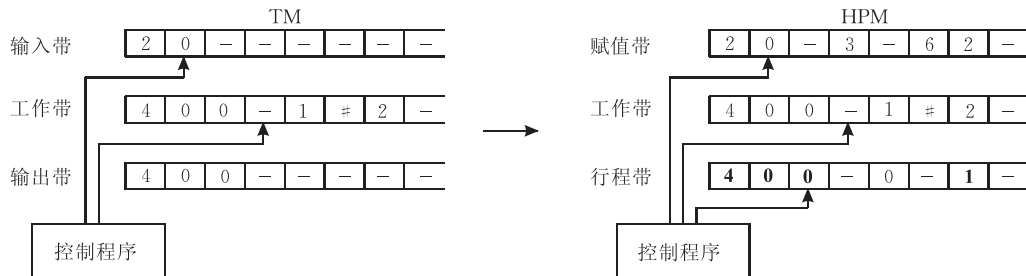 TM
输入带 2 0 － － － － － －
工作带 4 0 0 － 1 # 2 －
输出带 4 0 0 － － － － －
控制程序
HPM
赋值带 2 0 － 3 － 6 2 －
工作带 4 0 0 － 1 # 2 －
行程带 4 0 0 － 0 － 1 －
控制程序